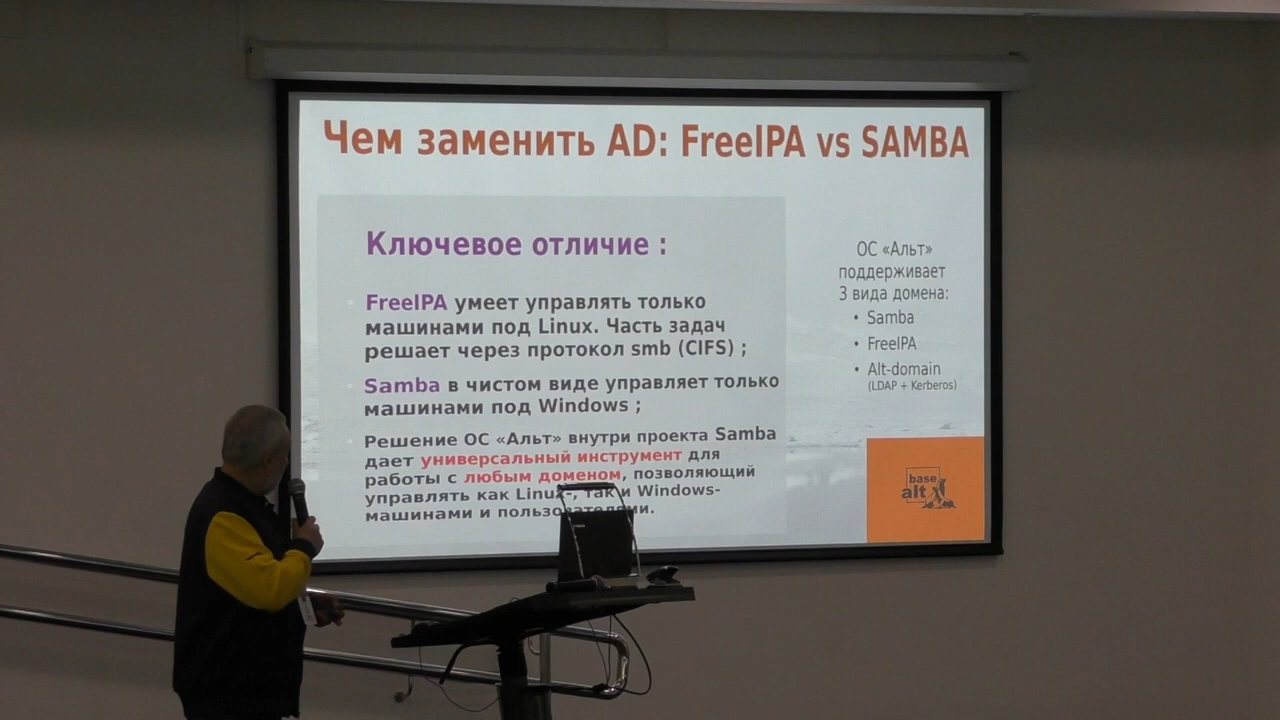 Чем заменить AD: FreeIPA vs SAMBA
Ключевое отличие :
FreeIPA умеет управлять только
машинами под Linux. Часть задач
решает через протокол smb (CIFS) ;
Samba в чистом виде управляет только
машинами под Windows ;
Решение ОС «Альт» внутри проекта Samba
дает универсальный инструмент для
работы с любым доменом, позволяющий
управлять как Linux-, так и Windows-
машинами и пользователями.
ОС «Альт»
поддерживает
3 вида домена:
• Samba
• FreeIPA
• Alt-domain
(LDAP + Kerberos)
base
alt